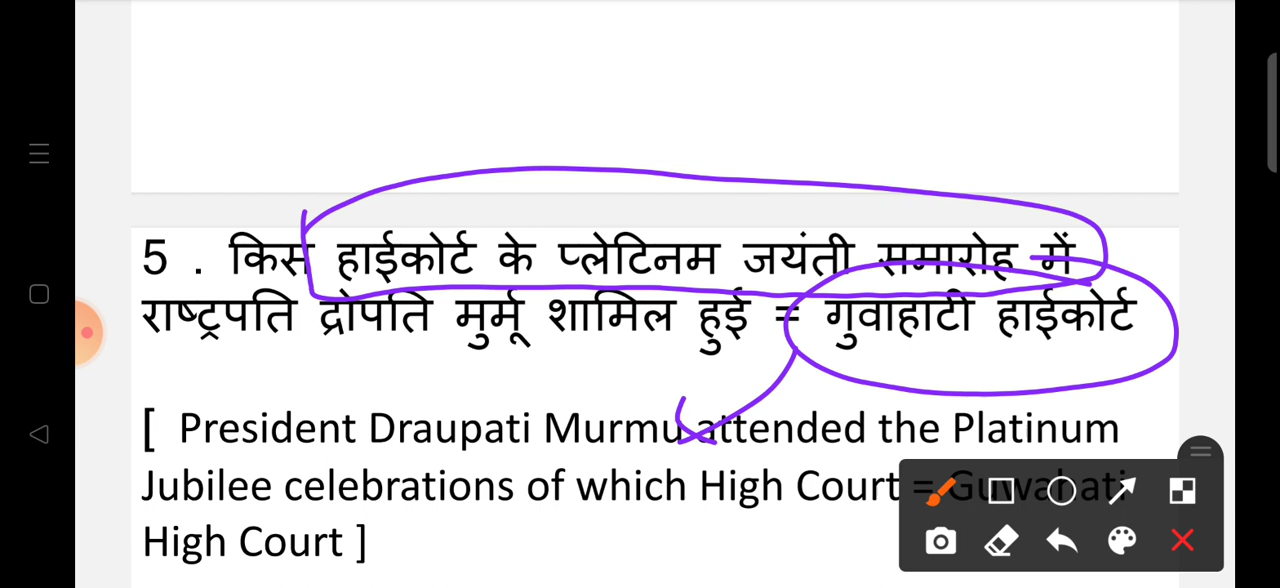 5 . किस हाईकोर्ट के प्लेटिनम जयंती समारोह में
राष्ट्रपति द्रोपति मुर्मू शामिल हुई = गुवाहाटी हाईकोर्ट
[ President Draupati Murmu attended the Platinum
Jubilee celebrations of which High Court = Guwahati
High Court ]